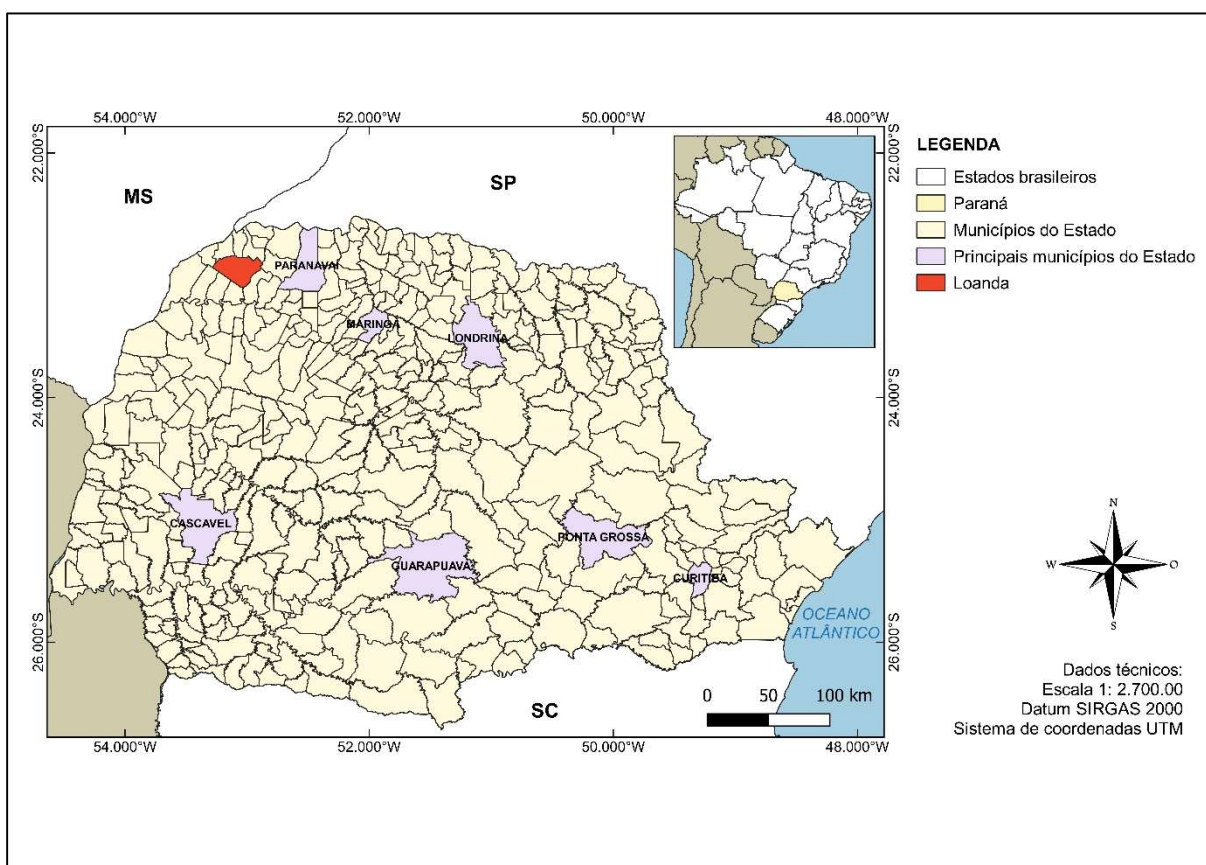 54.000°W 52.000°W 50.000°W 48.000°W
22.000°S
22.000°S
MS
SP
PARANAVAÍ
MARINGÁ
LONDRINA
24.000°S
24.000°S
CASCAVEL
GUARAPUAVA
PONTA GROSSA
CURITIBA
OCEANO
ATLÂNTICO
26.000°S
26.000°S
SC
0 50 100 km
54.000°W 52.000°W 50.000°W 48.000°W
LEGENDA
Estados brasileiros
Paraná
Municípios do Estado
Principais municípios do Estado
Loanda
N
W O
S
Dados técnicos:
Escala 1: 2.700.00
Datum SIRGAS 2000
Sistema de coordenadas UTM